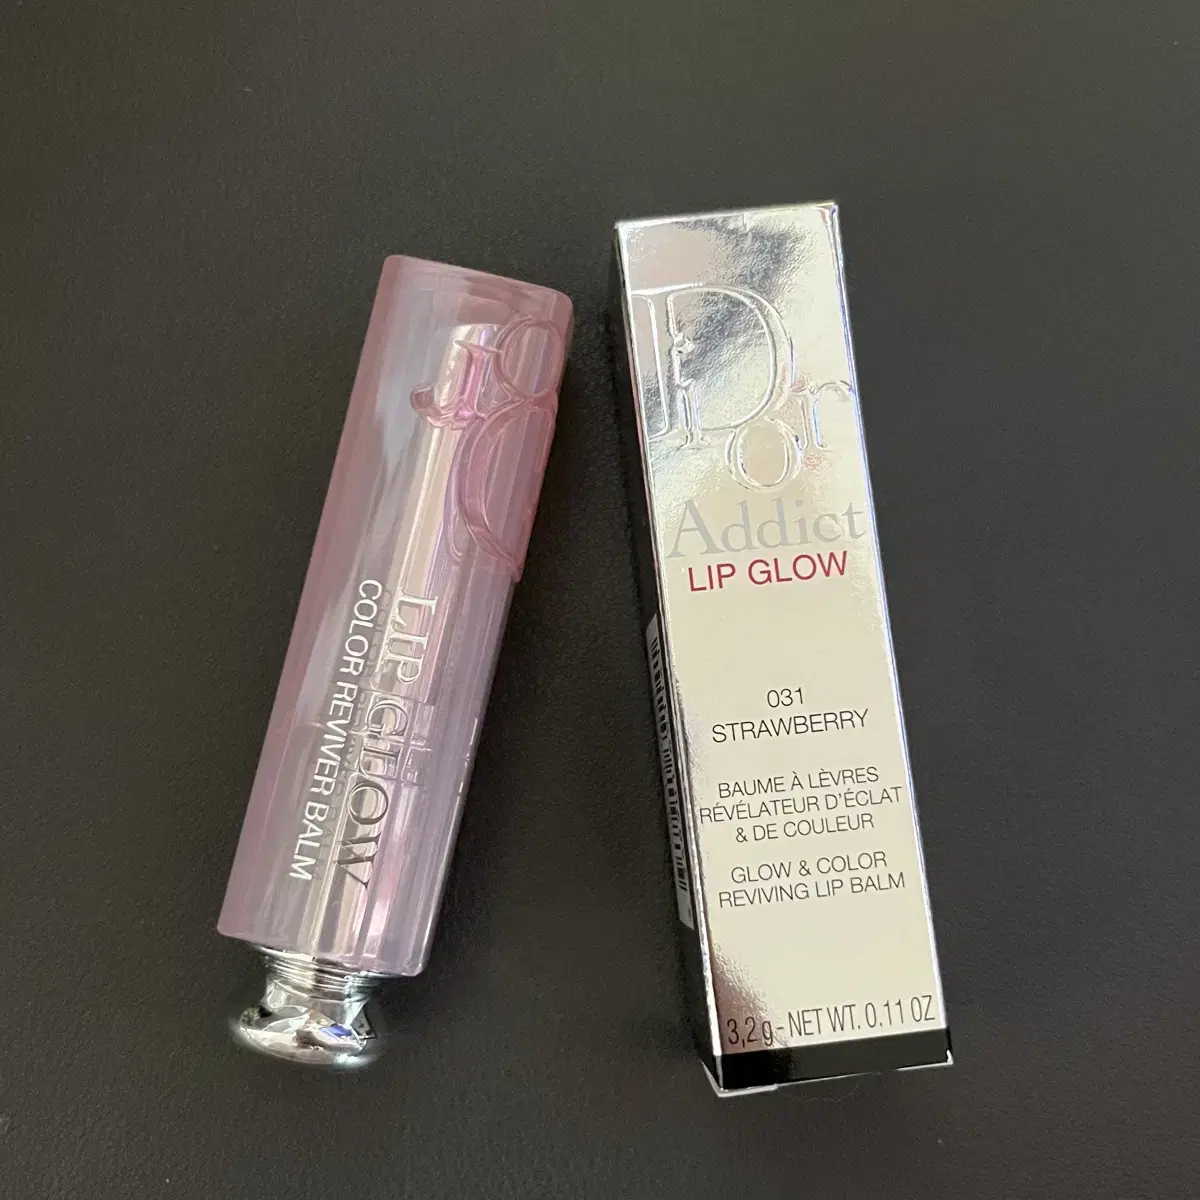 Dior
LIP GLOW
COLOR REVIVER BALM
Dior
Addict
LIP GLOW
031
STRAWBERRY
BAUME À LÈVRES
RÉVÉLATEUR D'ÉCLAT
& DE COULEUR
GLOW & COLOR
REVIVING LIP BALM
3,2 g - NET WT. 0.11 OZ